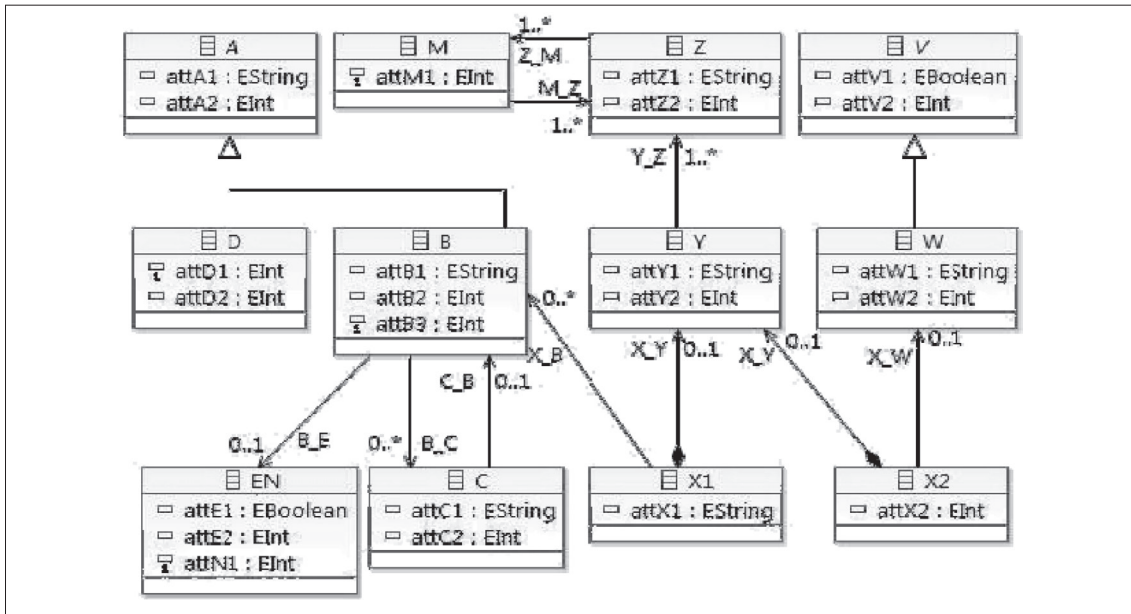 A
attA1 : EString
attA2 : EInt
M
attM1 : EInt
1..*
Z_M
M_Z
1..*
Z
attZ1 : EString
attZ2 : EInt
V
attV1 : EBoolean
attV2 : EInt
Y_Z
1..*
D
attD1 : EInt
attD2 : EInt
B
attB1 : EString
attB2 : EInt
attB3 : EInt
0..*
Y
attY1 : EString
attY2 : EInt
W
attW1 : EString
attW2 : EInt
X_B
X_Y
0..1
X_Y
0..1
X_W
0..1
C_B
0..1
0..1
B_E
0..*
B_C
EN
attE1 : EBoolean
attE2 : EInt
attN1 : EInt
C
attC1 : EString
attC2 : EInt
X1
attX1 : EString
X2
attX2 : EInt